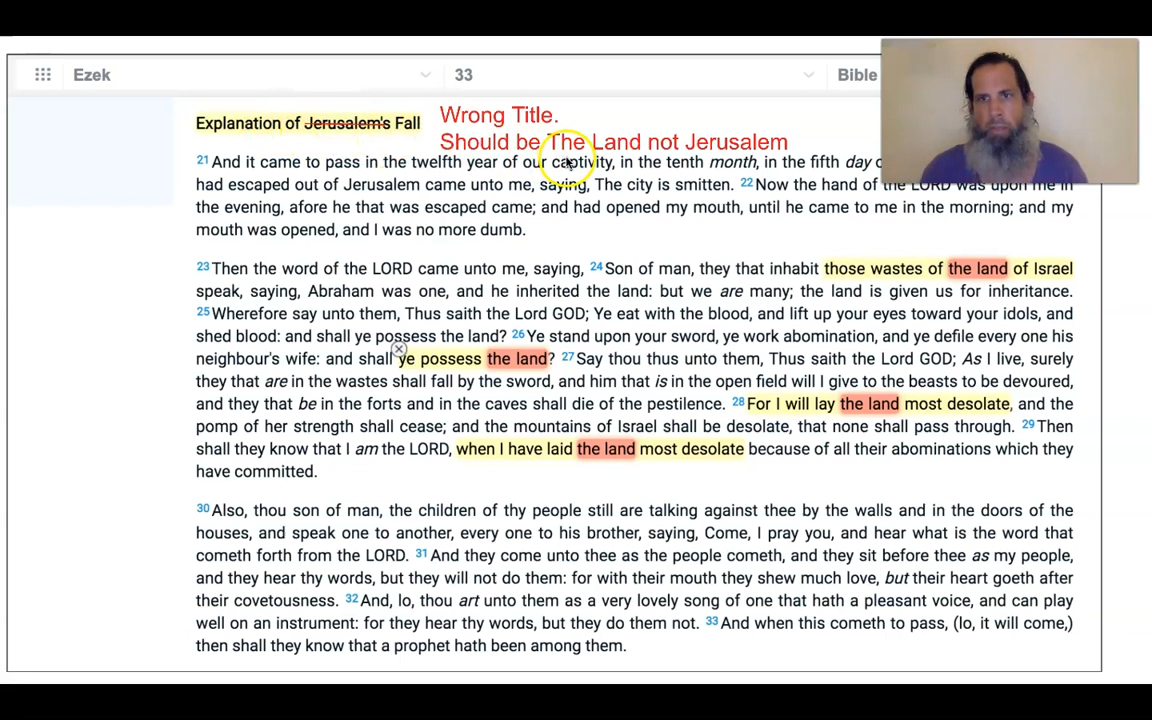 Ezek 33 Bible
Explanation of Jerusalem's Fall
Wrong Title.
Should be The Land not Jerusalem
21 And it came to pass in the twelfth year of our captivity, in the tenth month, in the fifth day
had escaped out of Jerusalem came unto me, saying, The city is smitten. 22 Now the hand of the LORD was upon me in
the evening, afore he that was escaped came; and had opened my mouth, until he came to me in the morning; and my
mouth was opened, and I was no more dumb.
23 Then the word of the LORD came unto me, saying, 24 Son of man, they that inhabit those wastes of the land of Israel
speak, saying, Abraham was one, and he inherited the land: but we are many; the land is given us for inheritance.
25 Wherefore say unto them, Thus saith the Lord GOD; Ye eat with the blood, and lift up your eyes toward your idols, and
shed blood: and shall ye possess the land? 26 Ye stand upon your sword, ye work abomination, and ye defile every one his
neighbour's wife: and shall ye possess the land? 27 Say thou thus unto them, Thus saith the Lord GOD; As I live, surely
they that are in the wastes shall fall by the sword, and him that is in the open field will I give to the beasts to be devoured,
and they that be in the forts and in the caves shall die of the pestilence. 28 For I will lay the land most desolate, and the
pomp of her strength shall cease; and the mountains of Israel shall be desolate, that none shall pass through. 29 Then
shall they know that I am the LORD, when I have laid the land most desolate because of all their abominations which they
have committed.
30 Also, thou son of man, the children of thy people still are talking against thee by the walls and in the doors of the
houses, and speak one to another, every one to his brother, saying, Come, I pray you, and hear what is the word that
cometh forth from the LORD. 31 And they come unto thee as the people cometh, and they sit before thee as my people,
and they hear thy words, but they will not do them: for with their mouth they shew much love, but their heart goeth after
their covetousness. 32 And, lo, thou art unto them as a very lovely song of one that hath a pleasant voice, and can play
well on an instrument: for they hear thy words, but they do them not. 33 And when this cometh to pass, (lo, it will come,)
then shall they know that a prophet hath been among them.